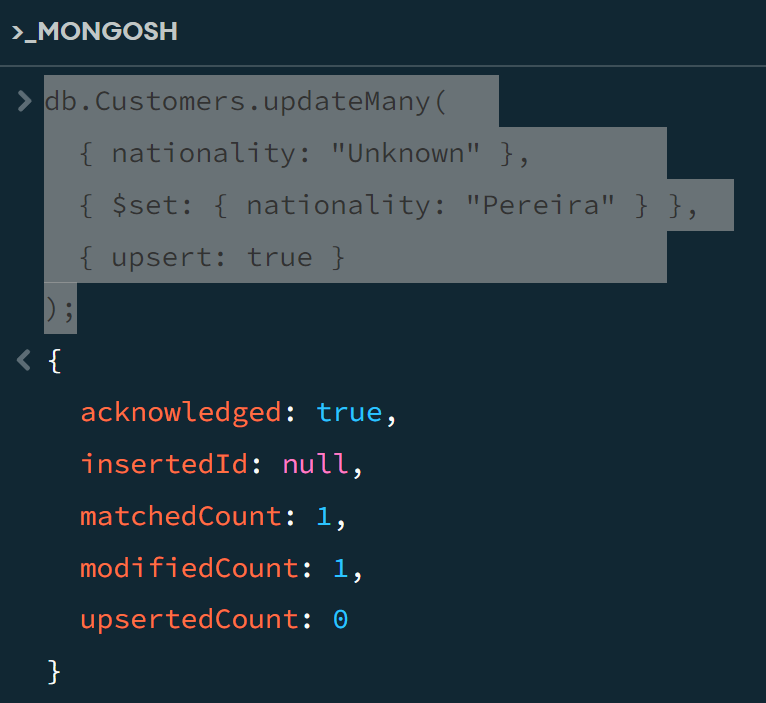 >_MONGOSH
> db.Customers.updateMany(
{ nationality: "Unknown" },
{ $set: { nationality: "Pereira" } },
{ upsert: true }
);
< {
acknowledged: true,
insertedId: null,
matchedCount: 1,
modifiedCount: 1,
upsertedCount: 0
}